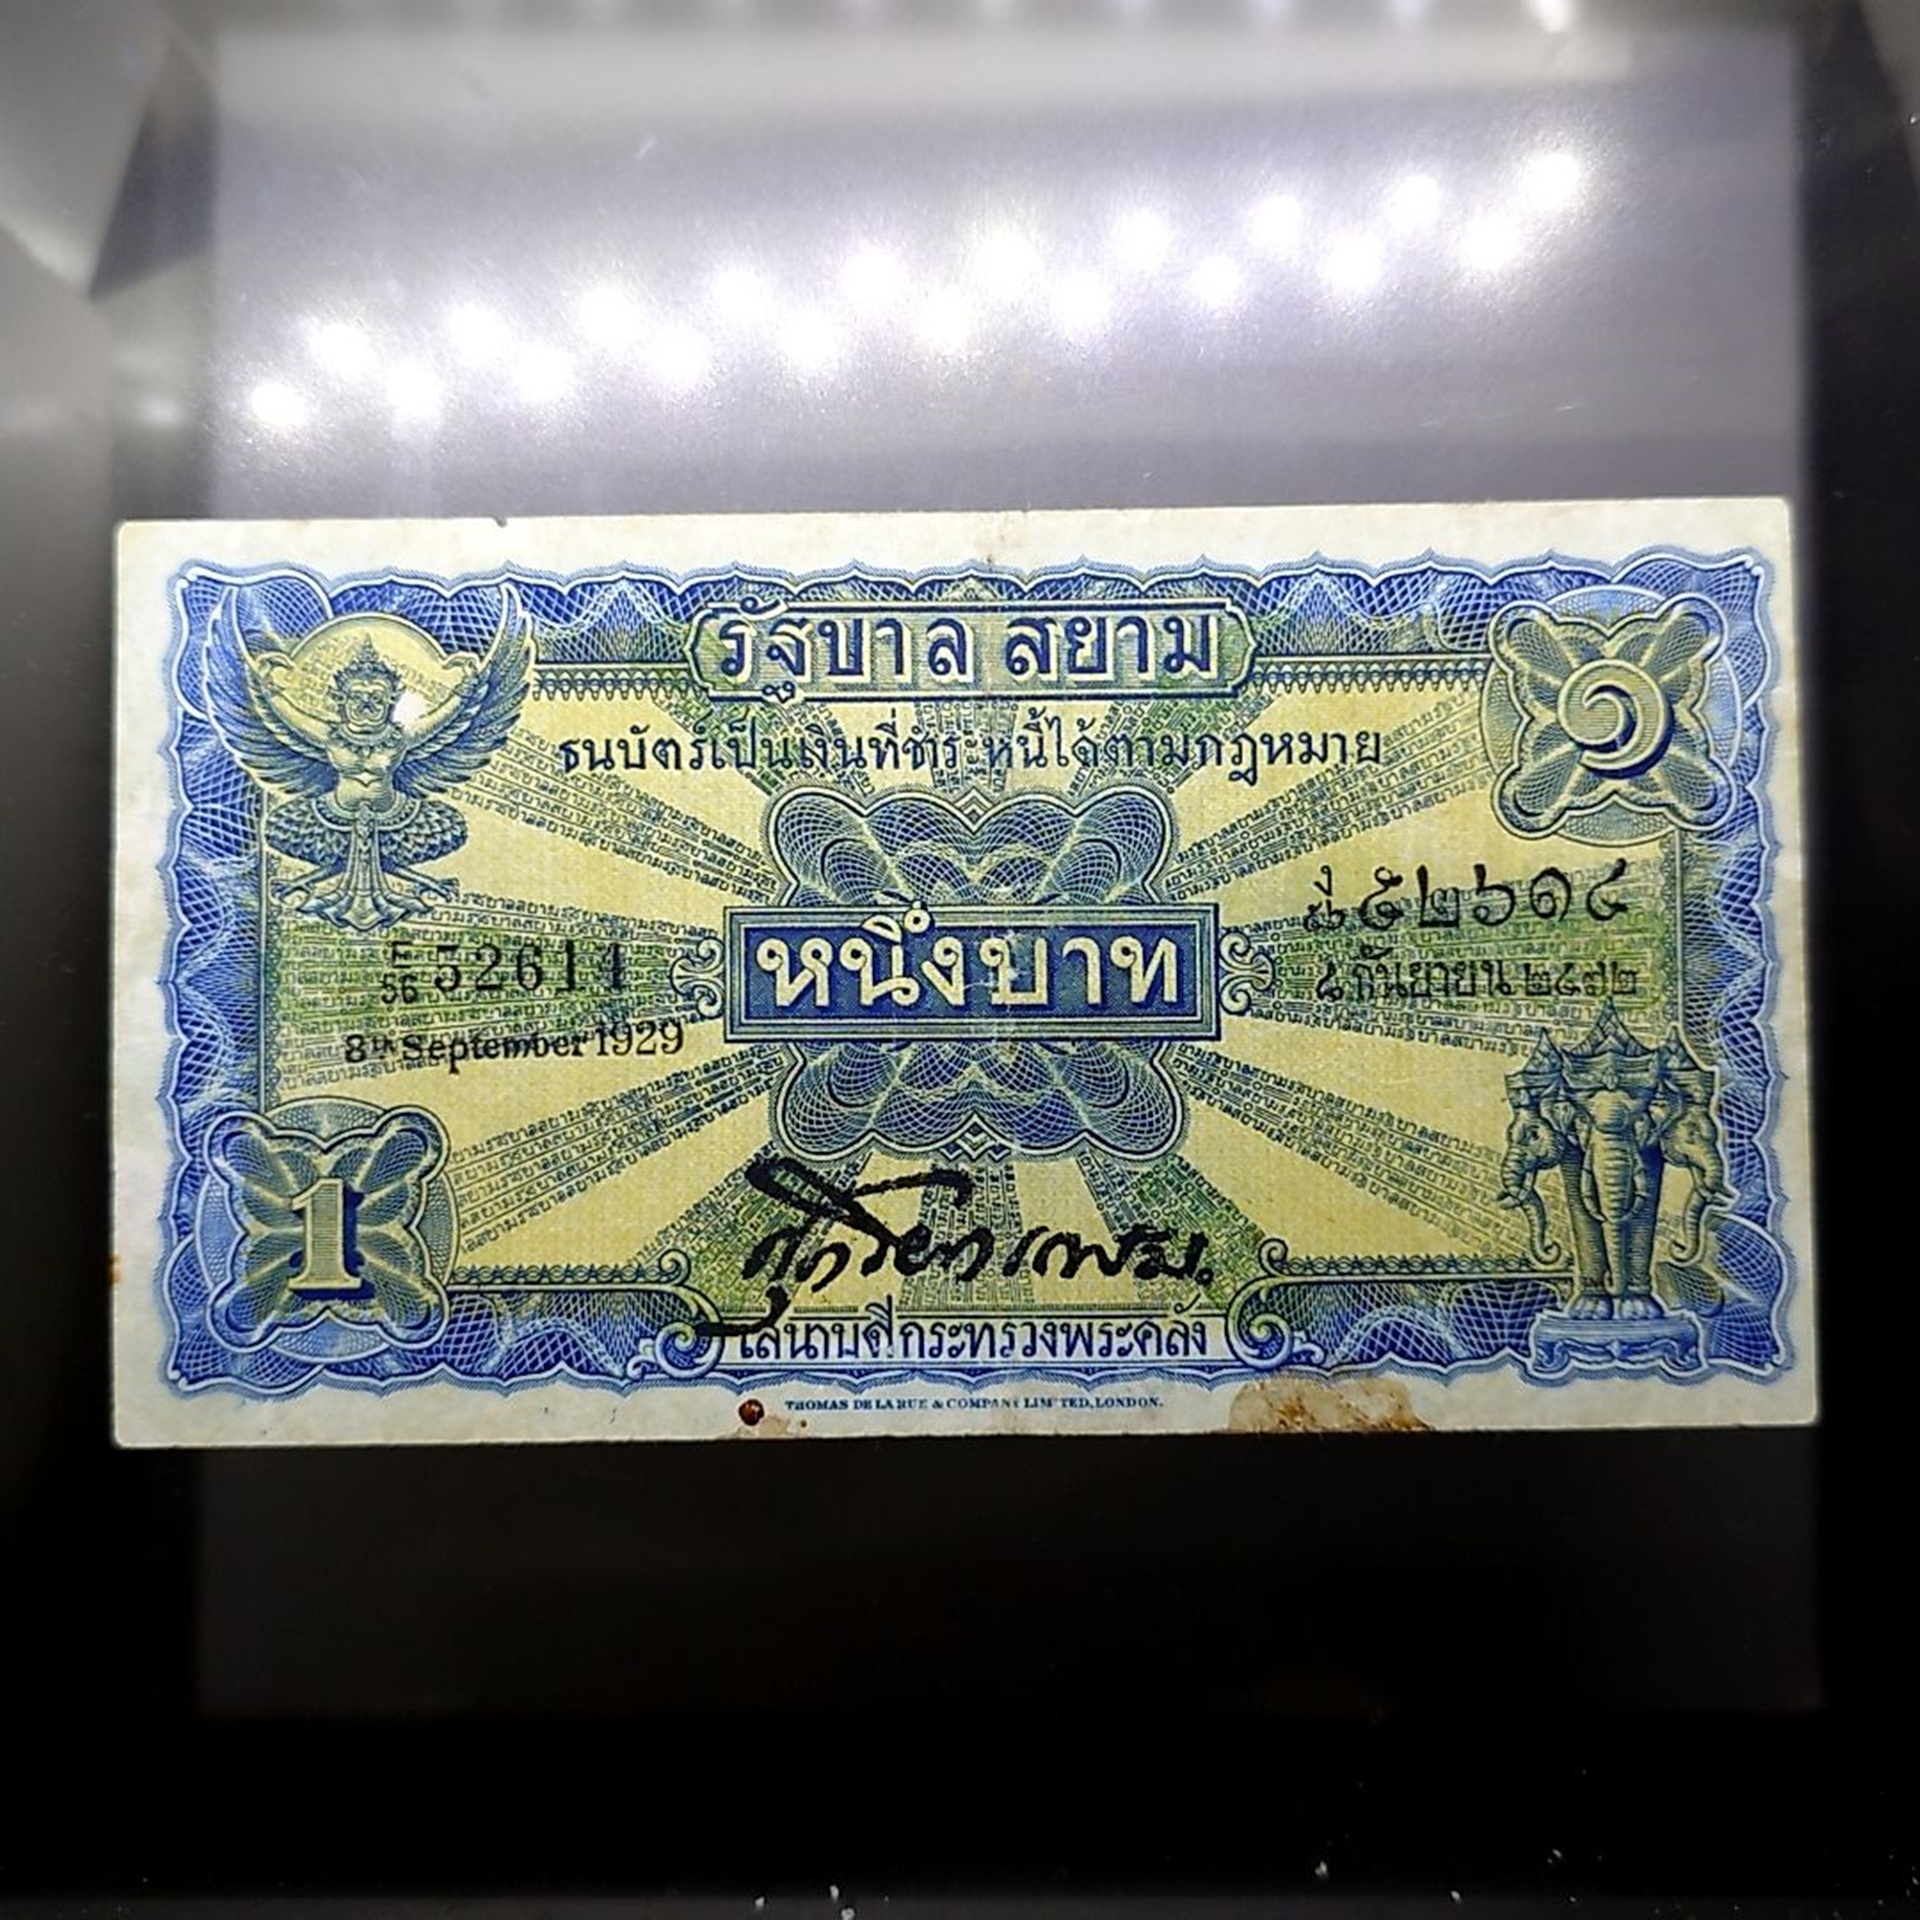 รัฐบาล สยาม
ธนบัตร์เป็นเงินที่ชำระหนี้ได้ตามกฎหมาย
๑
หนึ่งบาท
F/56 52614
8th September 1929
๕๒๖๑๔
๘ กันยายน ๒๔๗๒
1
เสนาบดีกระทรวงพระคลัง
THOMAS DE LA RUE & COMPANY LIMITED, LONDON.